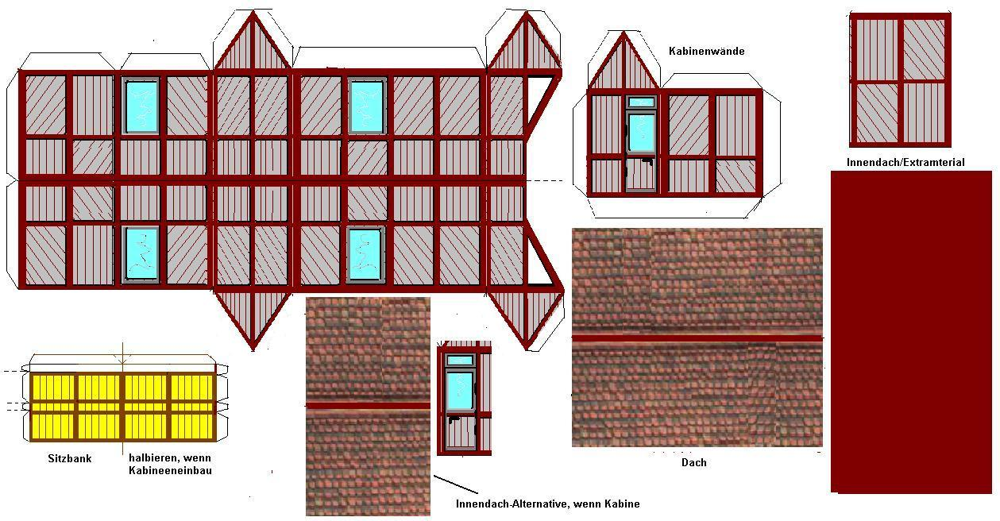 Kabinenwände
Innendach/Extramterial
Sitzbank
halbieren, wenn
Kabineeneinbau
Dach
Innendach-Alternative, wenn Kabine